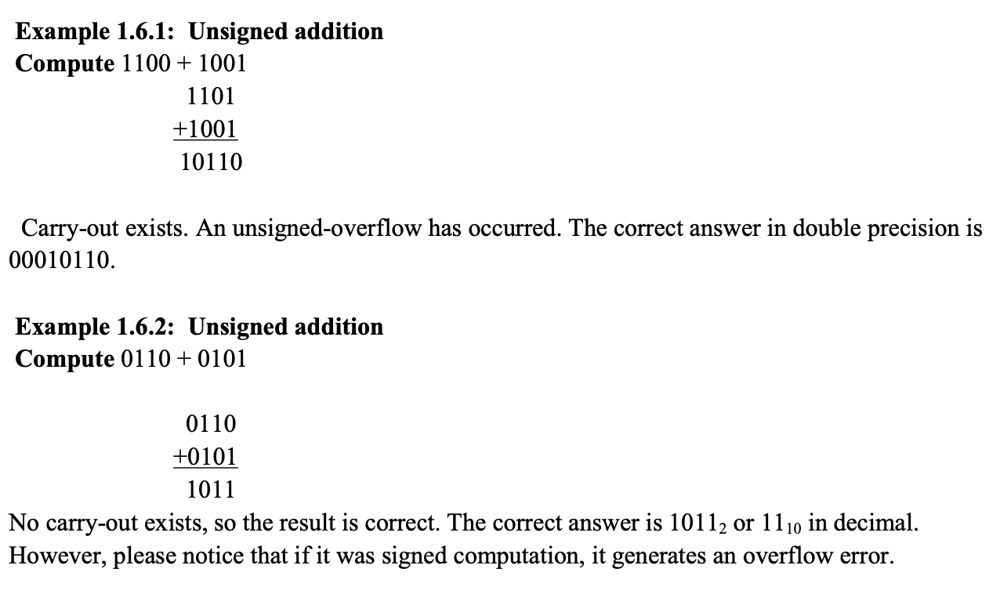 Example 1.6.1: Unsigned addition
Compute 1100 + 1001
1101
+1001
10110
Carry-out exists. An unsigned-overflow has occurred. The correct answer in double precision is
00010110.
Example 1.6.2: Unsigned addition
Compute 0110 + 0101
0110
+0101
1011
No carry-out exists, so the result is correct. The correct answer is 1011₂ or 11₁₀ in decimal.
However, please notice that if it was signed computation, it generates an overflow error.